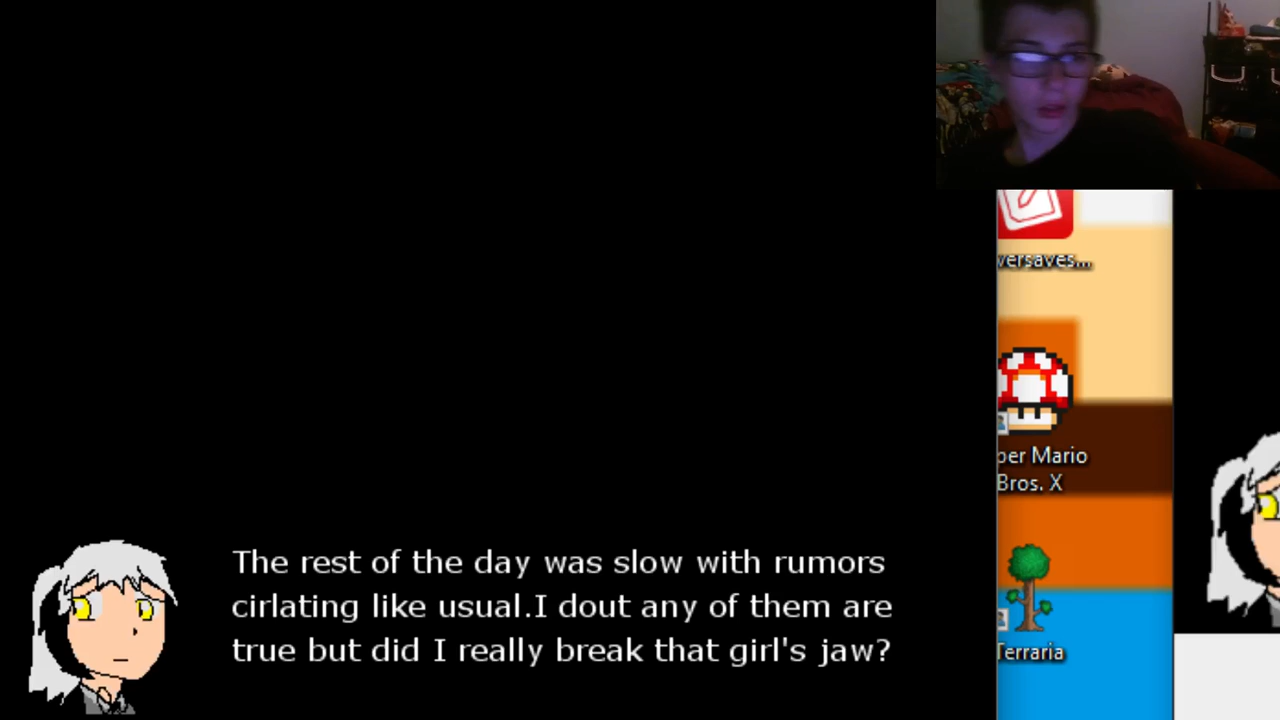 versaves...
per Mario
Bros. X
Terraria
The rest of the day was slow with rumors
cirlating like usual.I dout any of them are
true but did I really break that girl's jaw?